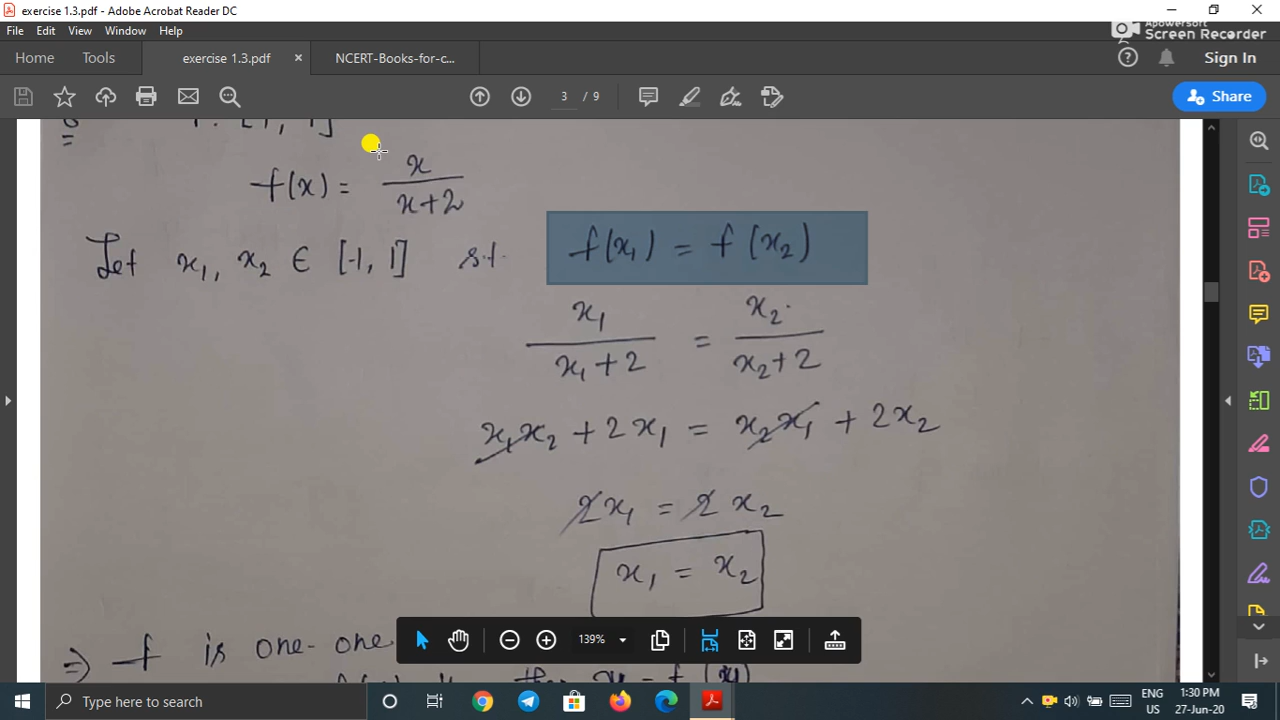 exercise 1.3.pdf - Adobe Acrobat Reader DC
File Edit View Window Help
Apowersoft
Screen Recorder
Home Tools exercise 1.3.pdf × NCERT-Books-for-c...
Sign In
3 / 9
Share
f(x) = x / (x+2)
Let x₁, x₂ ∈ [-1, 1] s.t. f(x₁) = f(x₂)
x₁ / (x₁+2) = x₂ / (x₂+2)
x₁x₂ + 2x₁ = x₂x₁ + 2x₂
2x₁ = 2x₂
x₁ = x₂
139%
⇒ f is one-one
Type here to search
ENG
US
1:30 PM
27-Jun-20